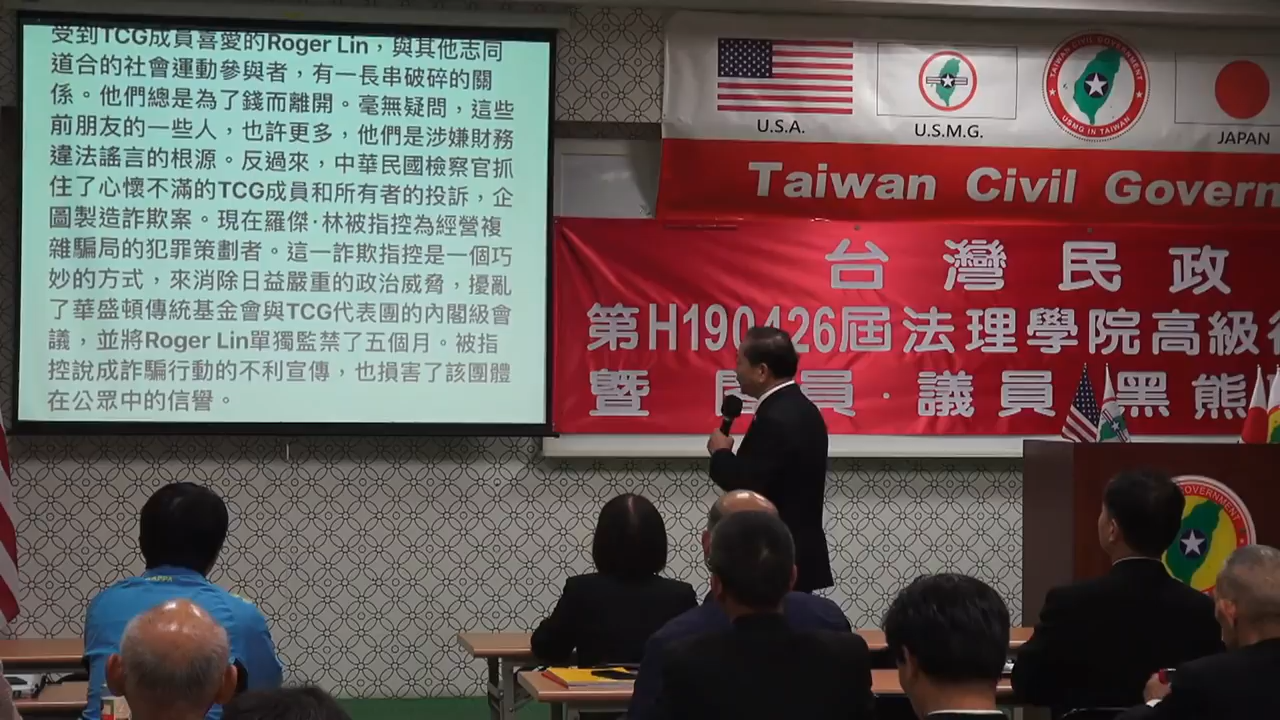 受到TCG成員喜愛的Roger Lin，與其他志同
道合的社會運動參與者，有一長串破碎的關
係。他們總是為了錢而離開。毫無疑問，這些
前朋友的一些人，也許更多，他們是涉嫌財務
違法謠言的根源。反過來，中華民國檢察官抓
住了心懷不滿的TCG成員和所有者的投訴，企
圖製造詐欺案。現在羅傑·林被指控為經營複
雜騙局的犯罪策劃者。這一詐欺指控是一個巧
妙的方式，來消除日益嚴重的政治威脅，擾亂
了華盛頓傳統基金會與TCG代表團的內閣級會
議，並將Roger Lin單獨監禁了五個月。被指
控說成詐騙行動的不利宣傳，也損害了該團體
在公眾中的信譽。
U.S.A.
U.S.M.G.
TAIWAN CIVIL GOVERNMENT
USMG IN TAIWAN
JAPAN
Taiwan Civil Govern
台灣民政
第H190426屆法理學院高級
暨 員·議員 黑熊
KAPPA
GOVERNMENT